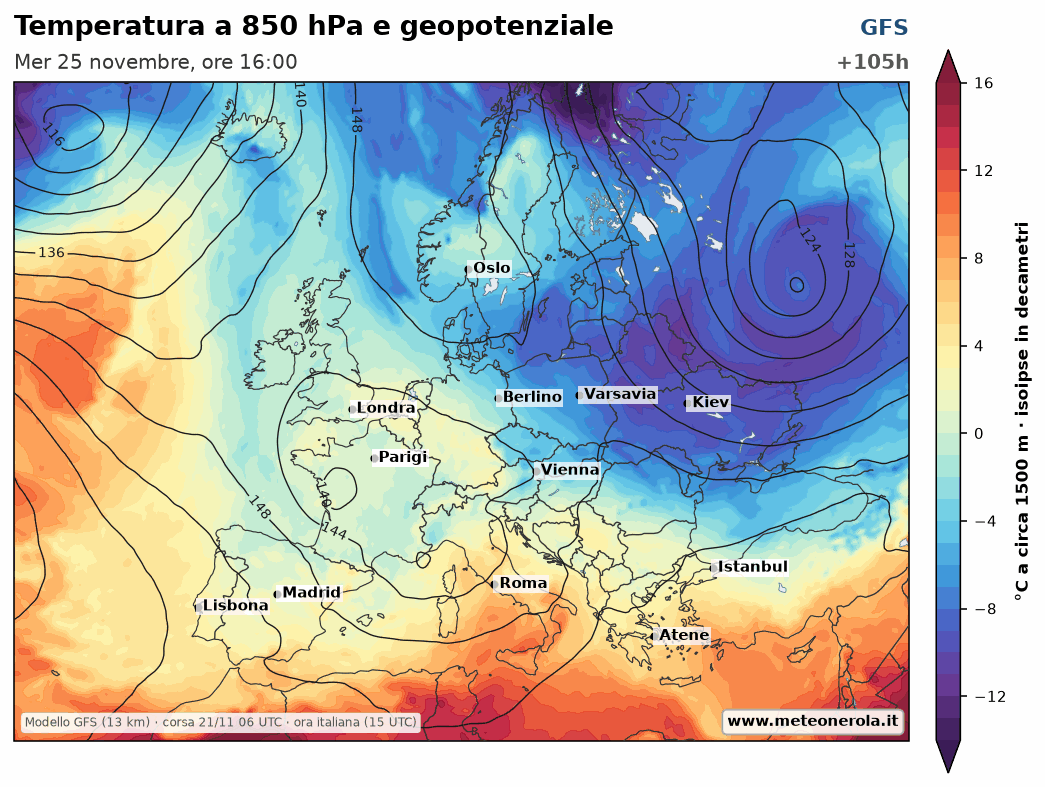 Temperatura a 850 hPa e geopotenziale
GFS
Mer 25 novembre, ore 16:00
+105h
116
140
148
136
124
128
Oslo
Berlino
Varsavia
Kiev
Londra
Parigi
Vienna
148
140
144
Istanbul
Roma
Madrid
Lisbona
Atene
Modello GFS (13 km) · corsa 21/11 06 UTC · ora italiana (15 UTC)
www.meteonerola.it
16
12
8
4
0
−4
−8
−12
°C a circa 1500 m · isoipse in decametri